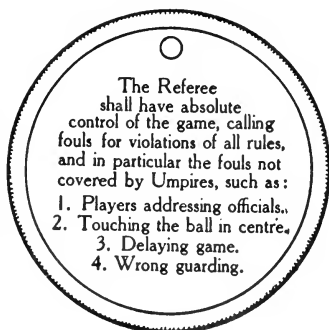 The Referee
shall have absolute
control of the game, calling
fouls for violations of all rules,
and in particular the fouls not
covered by Umpires, such as:
1. Players addressing officials.
2. Touching the ball in centre.
3. Delaying game.
4. Wrong guarding.